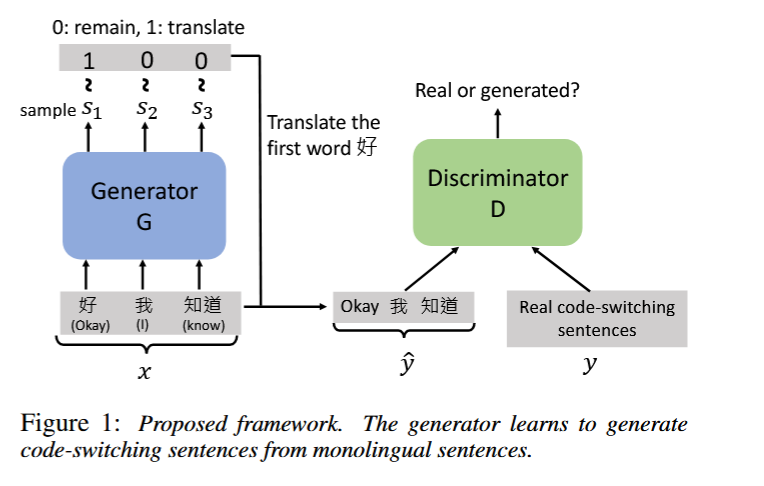 0: remain, 1: translate
1 0 0
sample s₁ s₂ s₃
Translate the
first word 好
Generator
G
好 我 知道
(Okay) (I) (know)
x
Real or generated?
Discriminator
D
Okay 我 知道
ŷ
Real code-switching
sentences
y
Figure 1: Proposed framework. The generator learns to generate
code-switching sentences from monolingual sentences.